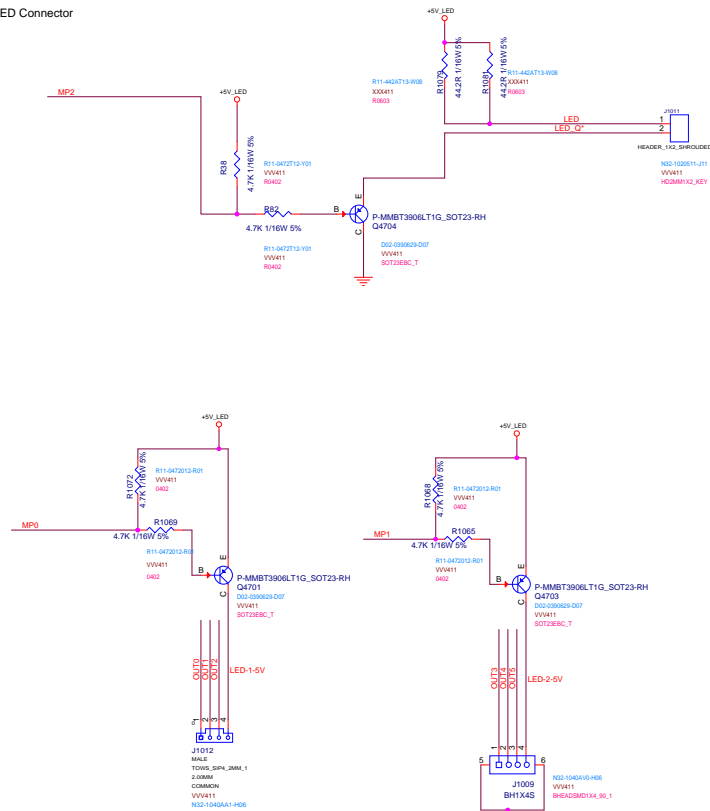 ED Connector
+5V_LED
R1079
44.2R 1/16W 5%
R11-442AT13-W08
XXX411
R0603
R1081
44.2R 1/16W 5%
R11-442AT13-W08
XXX411
R0603
MP2
+5V_LED
R38
4.7K 1/16W 5%
R11-0472T12-Y01
VVV411
R0402
LED
LED_Q*
1
2
J1011
HEADER_1X2_SHROUDED
N32-1020511-J11
VVV411
HD2MM1X2_KEY
R82
4.7K 1/16W 5%
R11-0472T12-Y01
VVV411
R0402
B
E
C
P-MMBT3906LT1G_SOT23-RH
Q4704
D02-0390629-D07
VVV411
SOT23EBC_T
+5V_LED
R1072
4.7K 1/16W 5%
R11-0472012-R01
VVV411
0402
MP0
R1069
4.7K 1/16W 5%
R11-0472012-R01
VVV411
0402
B
E
C
P-MMBT3906LT1G_SOT23-RH
Q4701
D02-0390629-D07
VVV411
SOT23EBC_T
OUT0
OUT1
OUT2
LED-1-5V
1
2
3
4
J1012
MALE
TOWS_SIP4_2MM_1
2.00MM
COMMON
VVV411
N32-1040AA1-H06
+5V_LED
R1068
4.7K 1/16W 5%
R11-0472012-R01
VVV411
0402
MP1
R1065
4.7K 1/16W 5%
R11-0472012-R01
VVV411
0402
B
E
C
P-MMBT3906LT1G_SOT23-RH
Q4703
D02-0390629-D07
VVV411
SOT23EBC_T
OUT3
OUT4
OUT5
LED-2-5V
1
2
3
4
5
6
J1009
BH1X4S
N32-1040AV0-H06
VVV411
BHEADSMD1X4_90_1